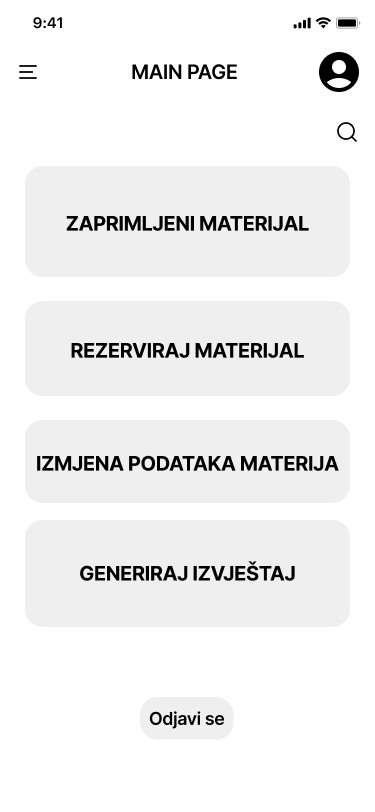 9:41
MAIN PAGE
ZAPRIMLJENI MATERIJAL
REZERVIRAJ MATERIJAL
IZMJENA PODATAKA MATERIJA
GENERIRAJ IZVJEŠTAJ
Odjavi se